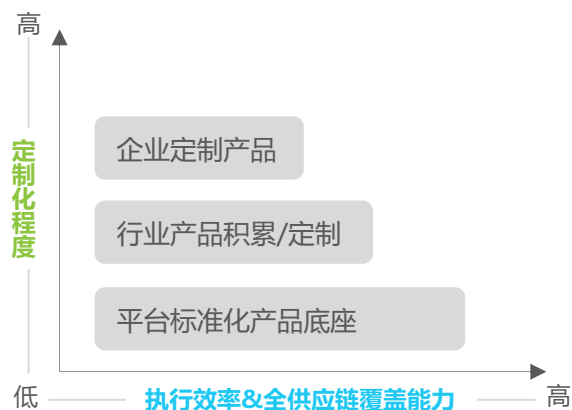 高
定制化程度
企业定制产品
行业产品积累/定制
平台标准化产品底座
低
执行效率&全供应链覆盖能力
高